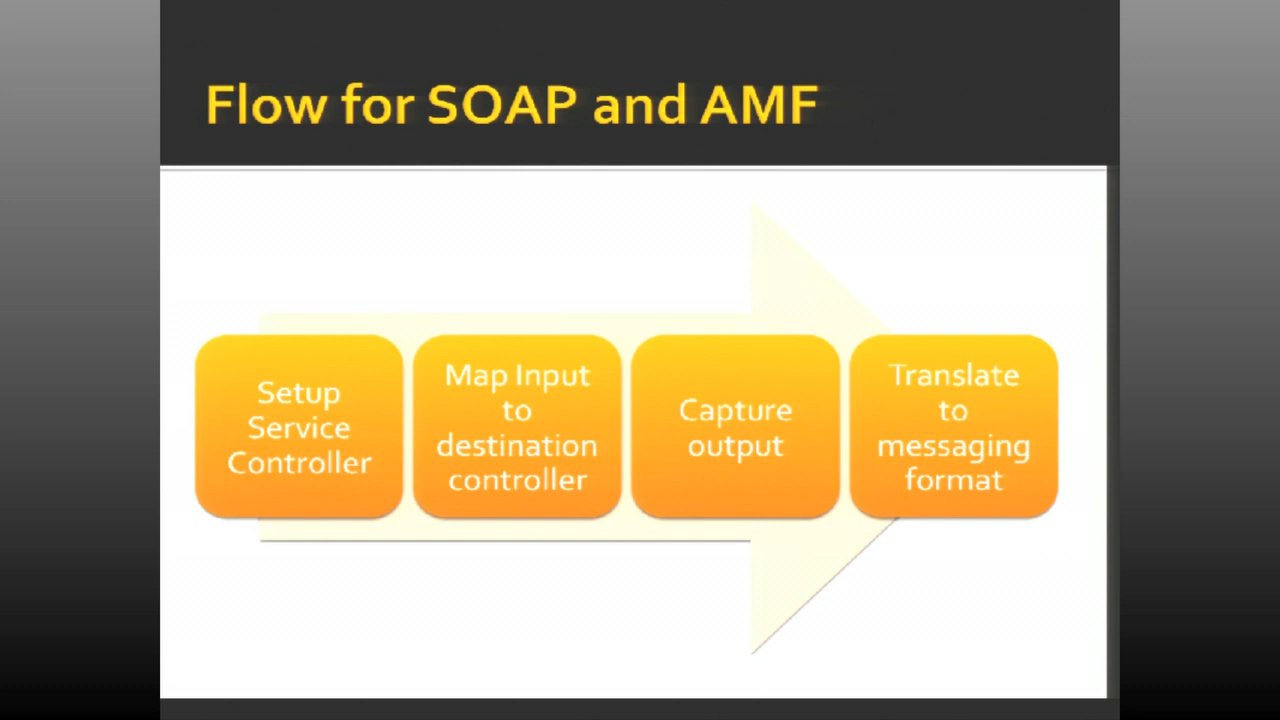 Flow for SOAP and AMF
Setup
Service
Controller
Map Input
to
destination
controller
Capture
output
Translate
to
messaging
format